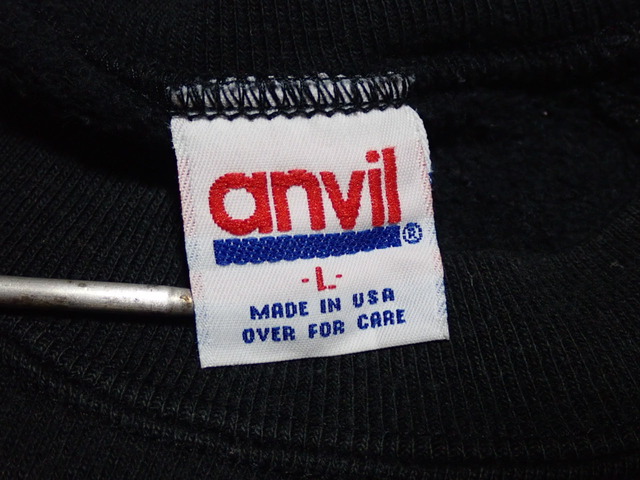 anvil®
-L-
MADE IN USA
OVER FOR CARE